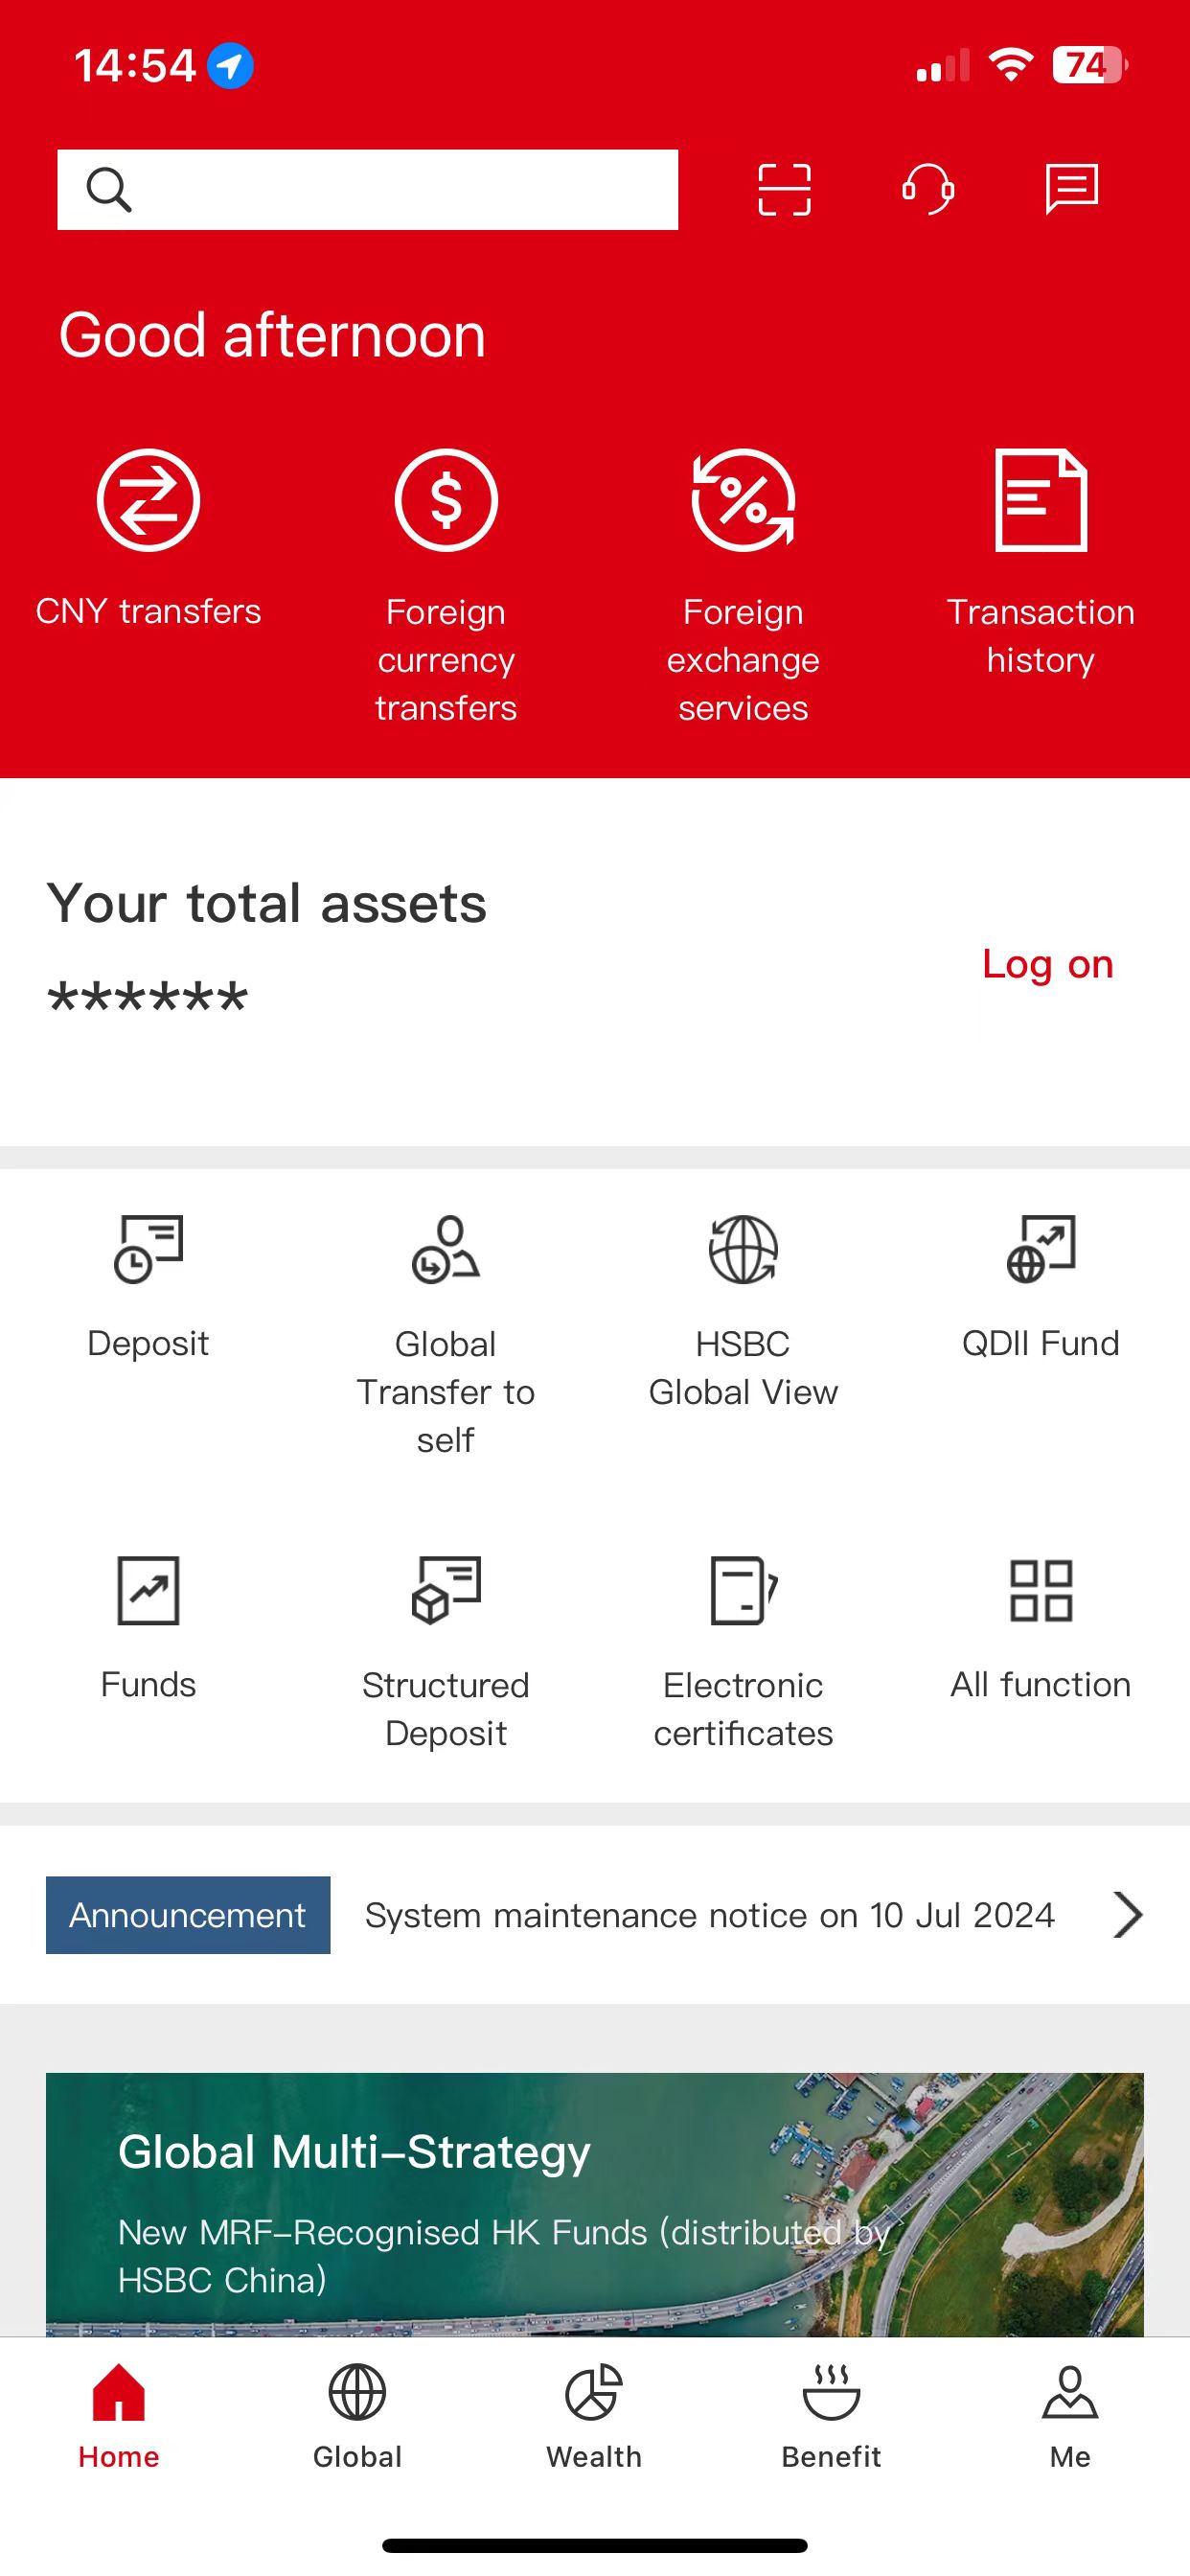 14:54
74
Good afternoon
CNY transfers
Foreign
currency
transfers
Foreign
exchange
services
Transaction
history
Your total assets
******
Log on
Deposit
Global
Transfer to
self
HSBC
Global View
QDII Fund
Funds
Structured
Deposit
Electronic
certificates
All function
Announcement
System maintenance notice on 10 Jul 2024
Global Multi-Strategy
New MRF-Recognised HK Funds (distributed by
HSBC China)
Home
Global
Wealth
Benefit
Me